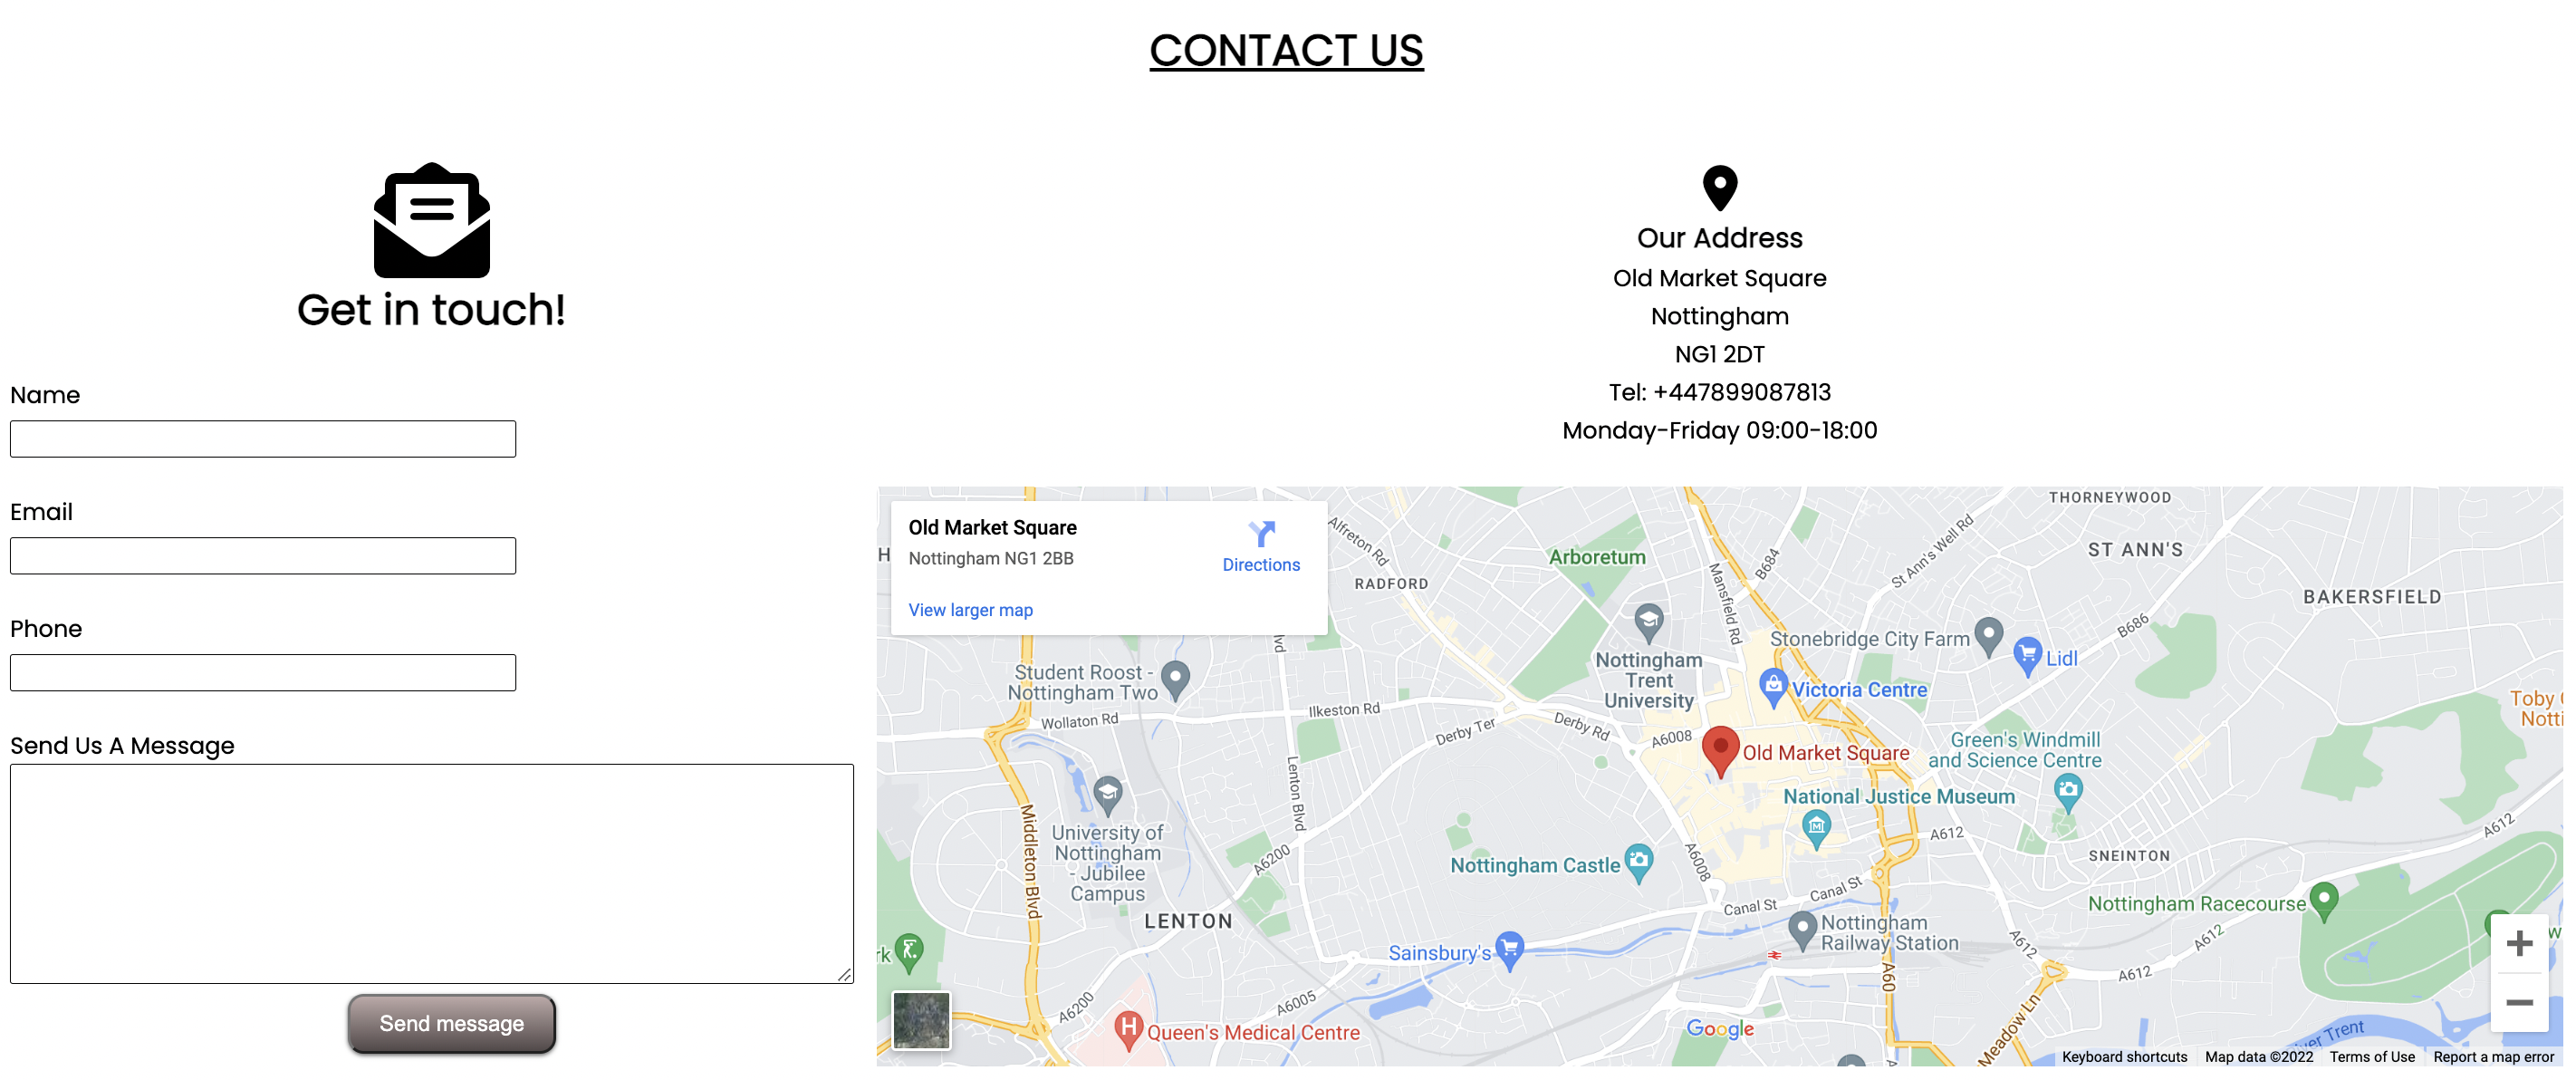 CONTACT US
Get in touch!
Name
Email
Phone
Send Us A Message
Send message
Our Address
Old Market Square
Nottingham
NG1 2DT
Tel: +447899087813
Monday-Friday 09:00-18:00
Old Market Square
Nottingham NG1 2BB
Directions
View larger map
THORNEYWOOD
Alfreton Rd
Arboretum
RADFORD
Mansfield Rd
B684
St Ann's Well Rd
ST ANN'S
BAKERSFIELD
B686
Stonebridge City Farm
Lidl
Student Roost -
Nottingham Two
Nottingham
Trent
University
Victoria Centre
Toby
Wollaton Rd
Ilkeston Rd
Derby Ter
Derby Rd
A6008
Old Market Square
Green's Windmill
and Science Centre
Lenton Blvd
National Justice Museum
Middleton Blvd
University of
Nottingham
- Jubilee
Campus
A6200
Nottingham Castle
A6008
A612
A612
SNEINTON
Canal St
Canal St
LENTON
Nottingham Racecourse
Nottingham
Railway Station
Sainsbury's
A612
A612
A612
A60
A6200
A6005
H
Queen's Medical Centre
Google
Meadow Ln
Trent
Keyboard shortcuts
Map data ©2022
Terms of Use
Report a map error